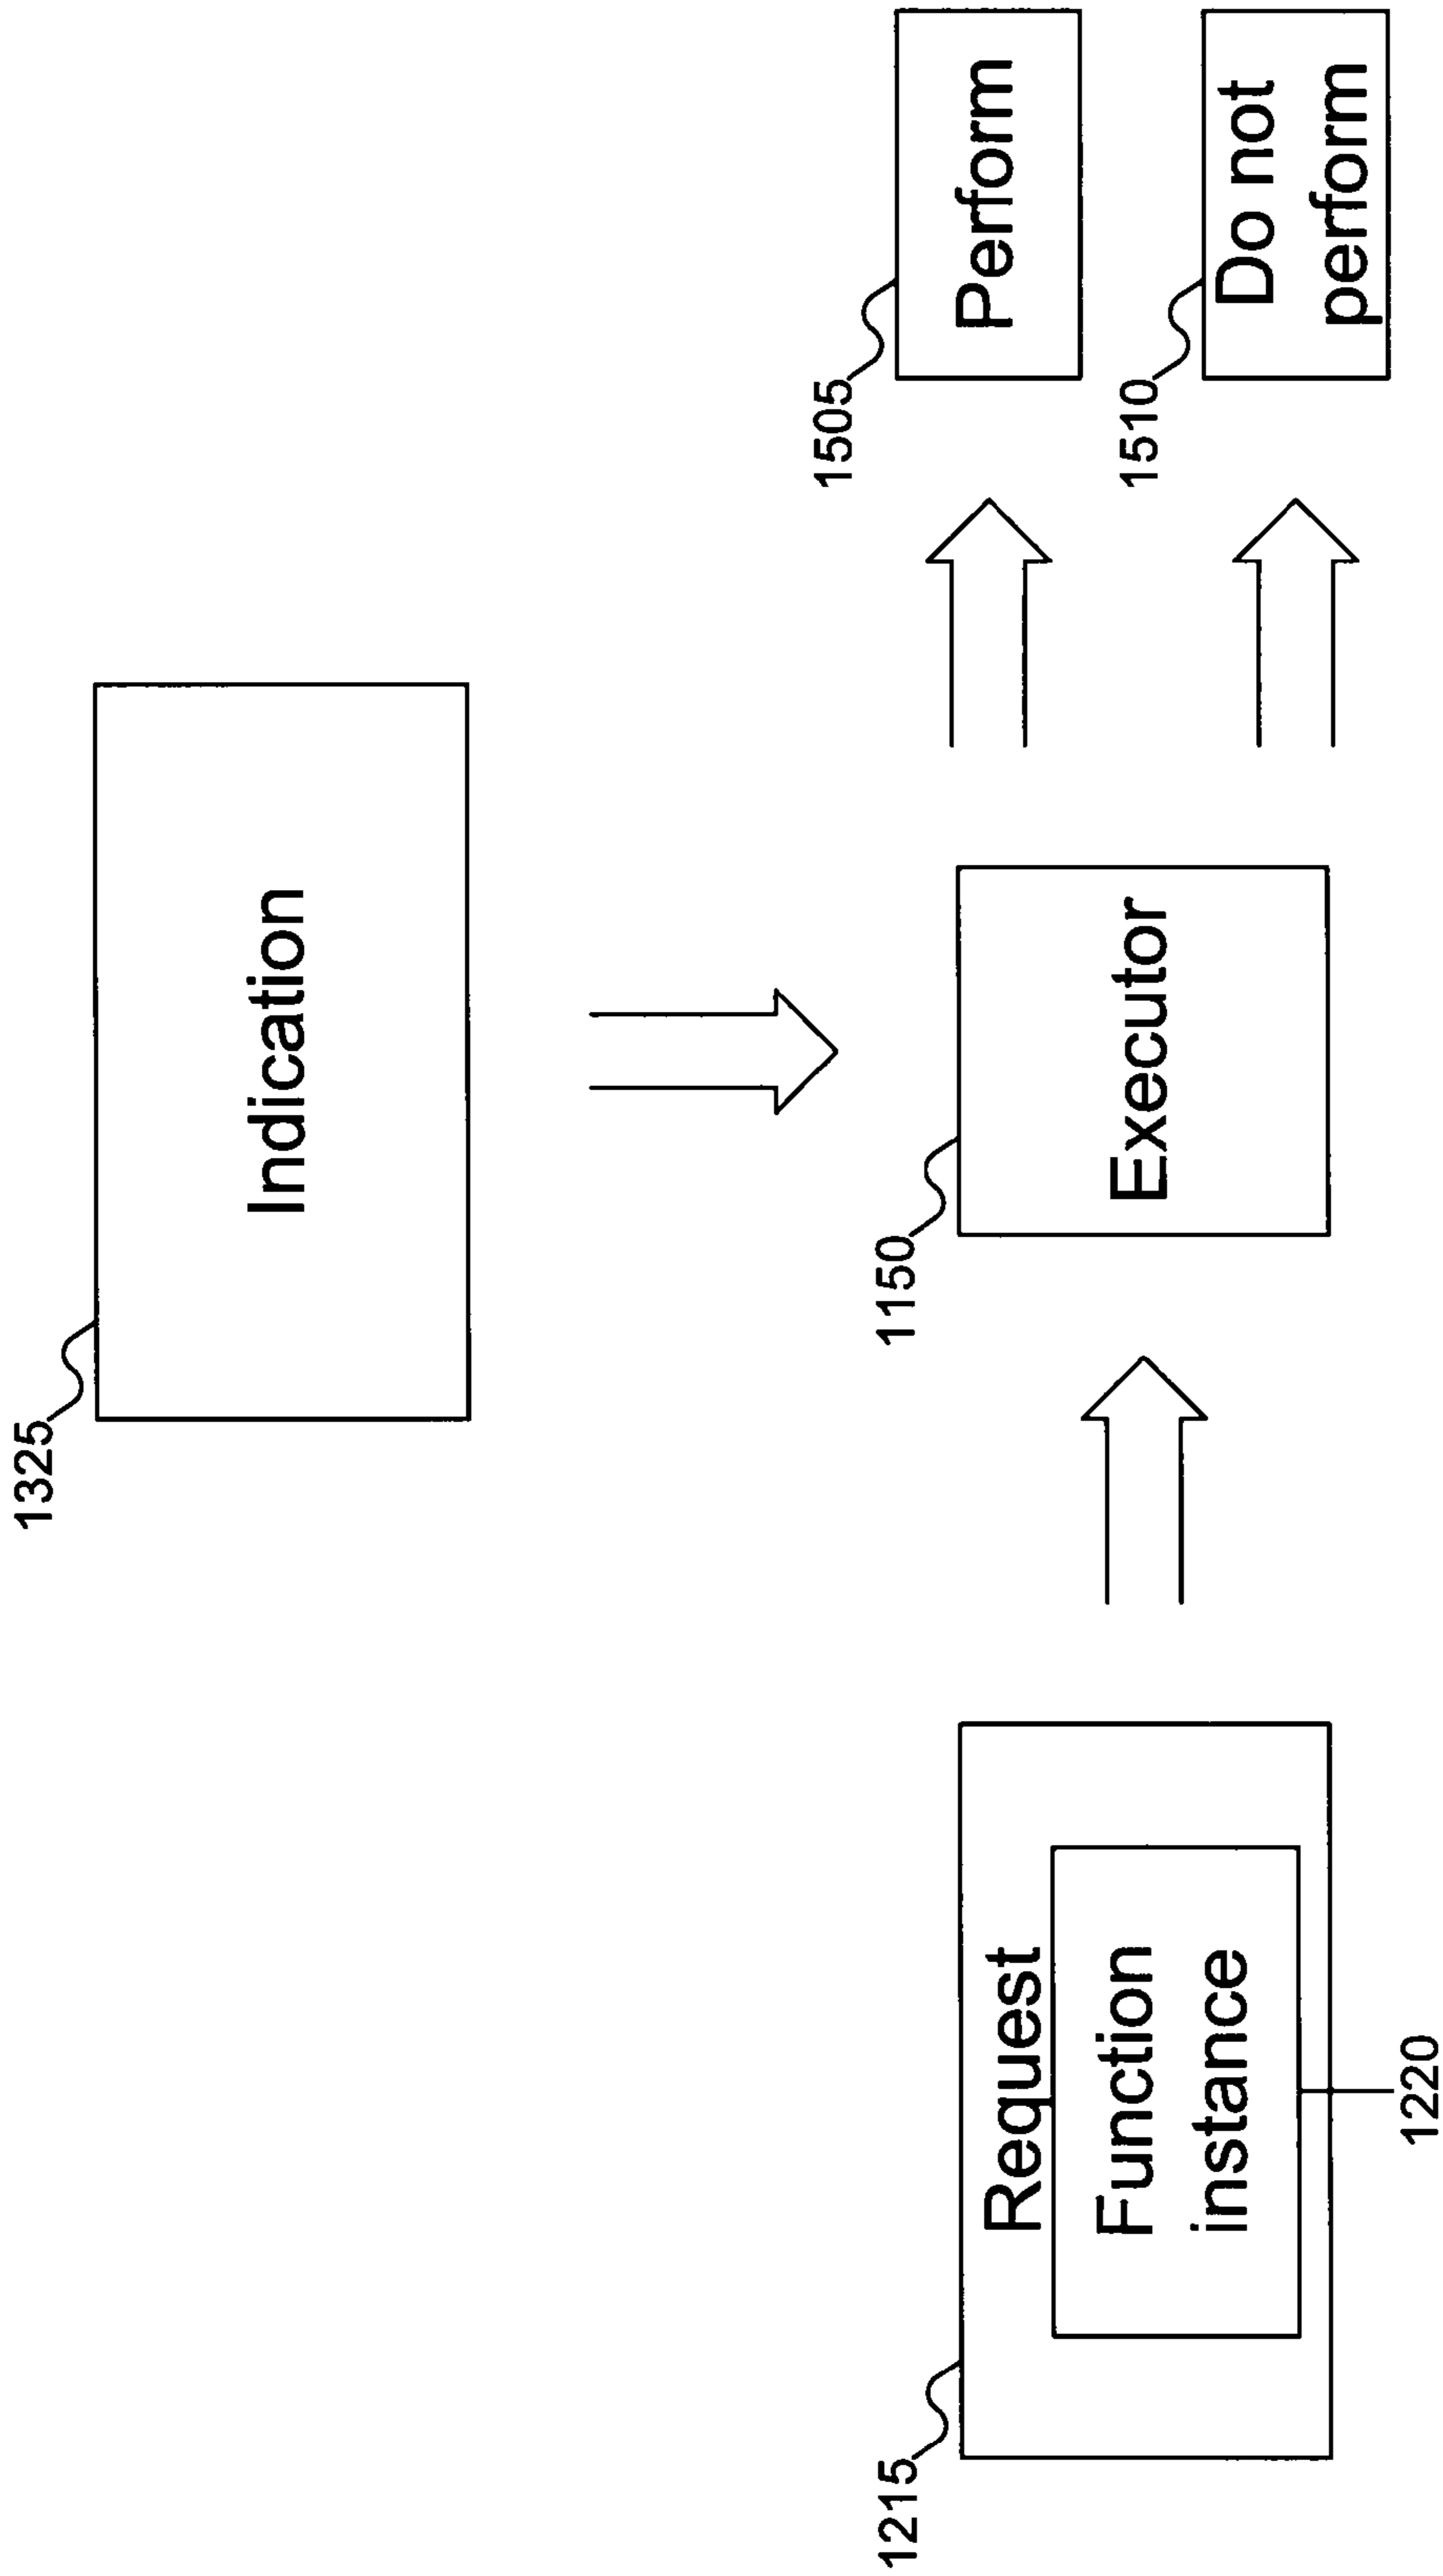 1325
Indication
1215
Request
Function
instance
1220
1150
Executor
1505
Perform
1510
Do not
perform